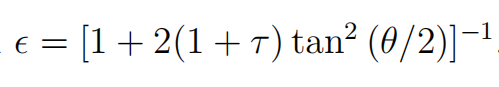 ϵ = [1 + 2(1 + τ) tan² (θ/2)]⁻¹.